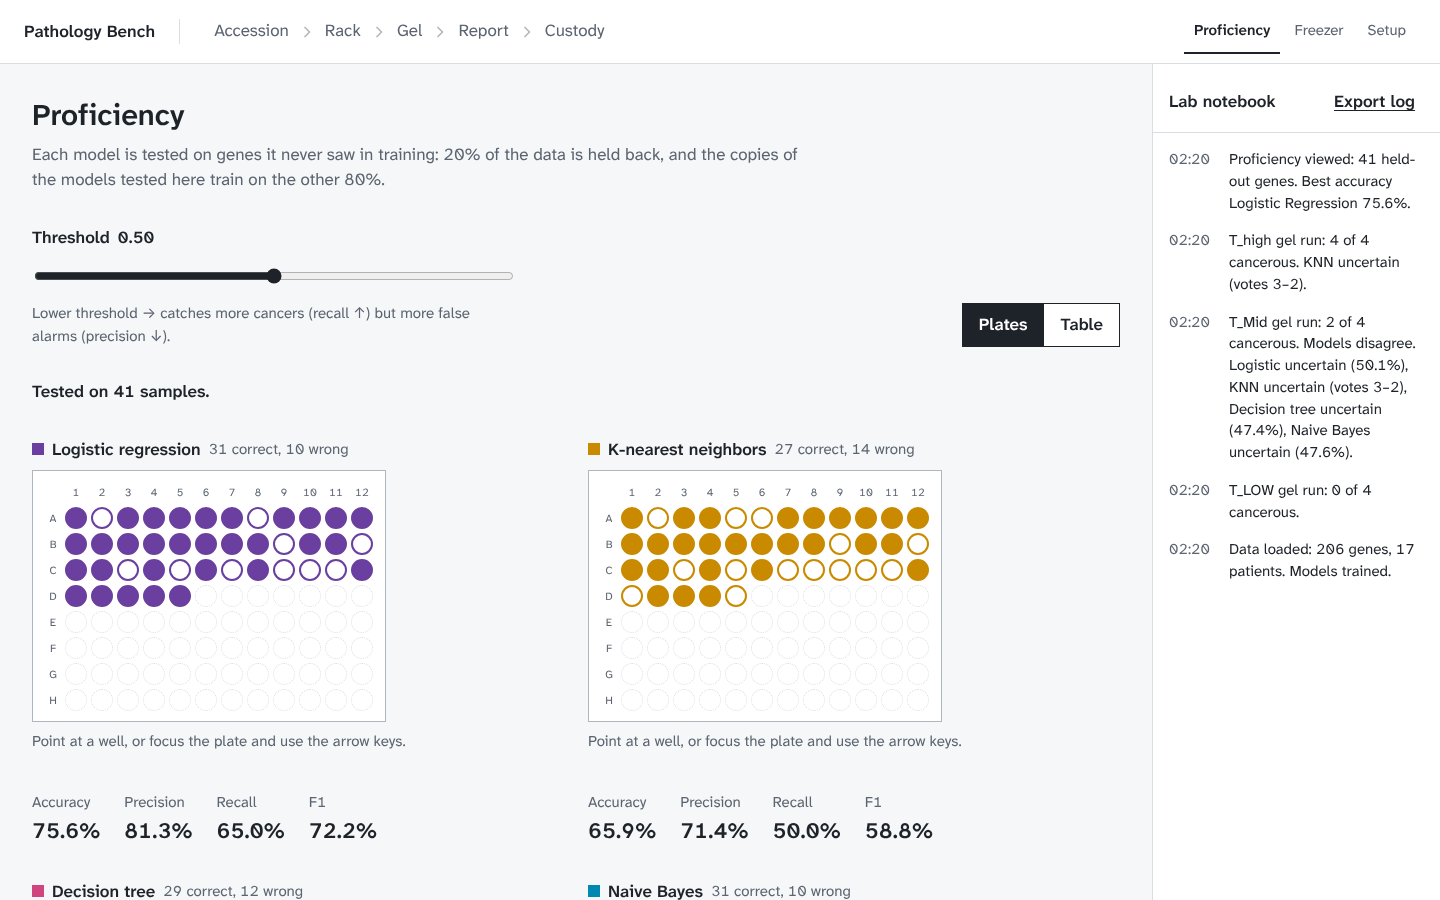 Pathology Bench
Accession > Rack > Gel > Report > Custody
Proficiency Freezer Setup
Proficiency
Each model is tested on genes it never saw in training: 20% of the data is held back, and the copies of
the models tested here train on the other 80%.
Threshold 0.50
Lower threshold → catches more cancers (recall ↑) but more false
alarms (precision ↓).
Plates Table
Tested on 41 samples.
Logistic regression 31 correct, 10 wrong
1 2 3 4 5 6 7 8 9 10 11 12
A
B
C
D
E
F
G
H
Point at a well, or focus the plate and use the arrow keys.
Accuracy Precision Recall F1
75.6% 81.3% 65.0% 72.2%
K-nearest neighbors 27 correct, 14 wrong
1 2 3 4 5 6 7 8 9 10 11 12
A
B
C
D
E
F
G
H
Point at a well, or focus the plate and use the arrow keys.
Accuracy Precision Recall F1
65.9% 71.4% 50.0% 58.8%
Decision tree 29 correct, 12 wrong
Naive Bayes 31 correct, 10 wrong
Lab notebook Export log
02:20 Proficiency viewed: 41 held-
out genes. Best accuracy
Logistic Regression 75.6%.
02:20 T_high gel run: 4 of 4
cancerous. KNN uncertain
(votes 3–2).
02:20 T_Mid gel run: 2 of 4
cancerous. Models disagree.
Logistic uncertain (50.1%),
KNN uncertain (votes 3–2),
Decision tree uncertain
(47.4%), Naive Bayes
uncertain (47.6%).
02:20 T_LOW gel run: 0 of 4
cancerous.
02:20 Data loaded: 206 genes, 17
patients. Models trained.